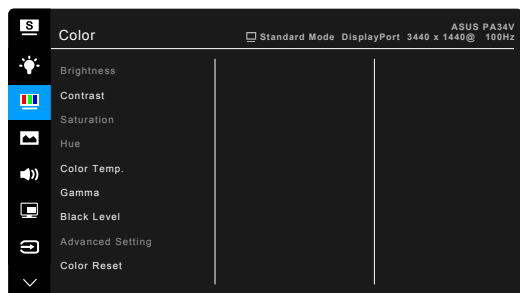 S
ASUS PA34V
Color
Standard Mode DisplayPort 3440 x 1440@ 100Hz
Brightness
Contrast
Saturation
Hue
Color Temp.
Gamma
Black Level
Advanced Setting
Color Reset